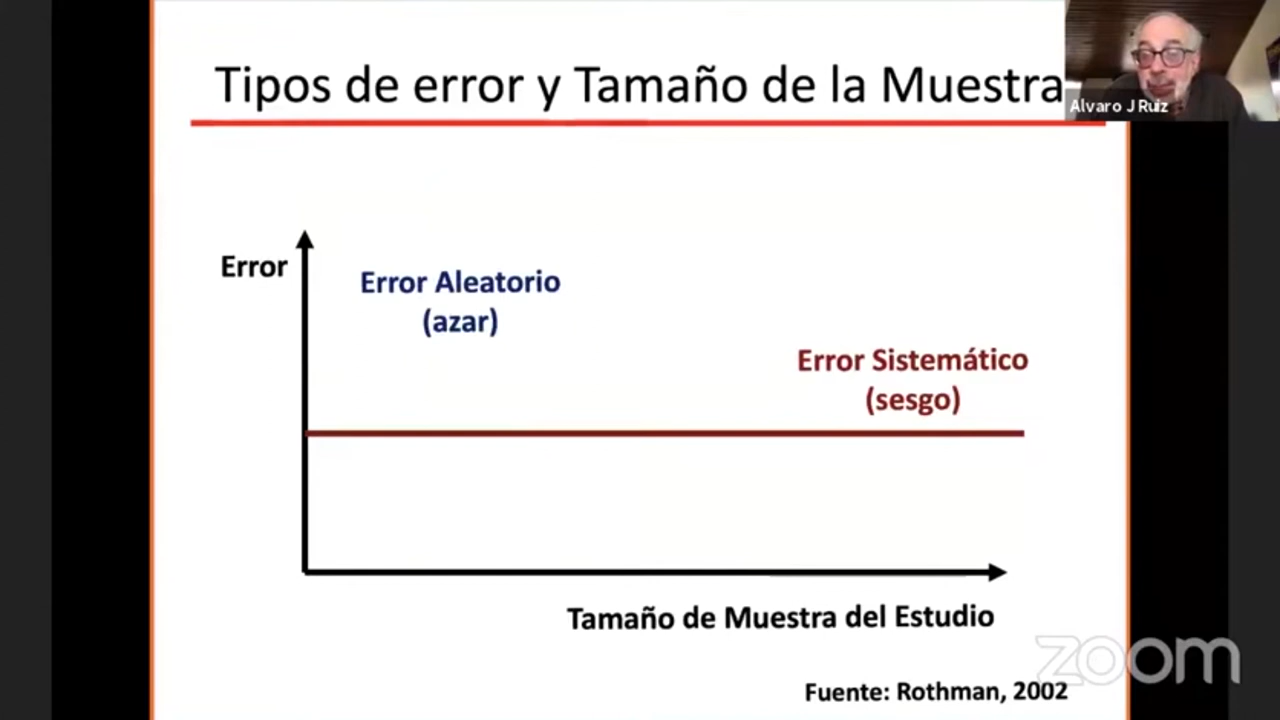 Tipos de error y Tamaño de la Muestra
Alvaro J Ruiz
Error
Error Aleatorio
(azar)
Error Sistemático
(sesgo)
Tamaño de Muestra del Estudio
zoom
Fuente: Rothman, 2002